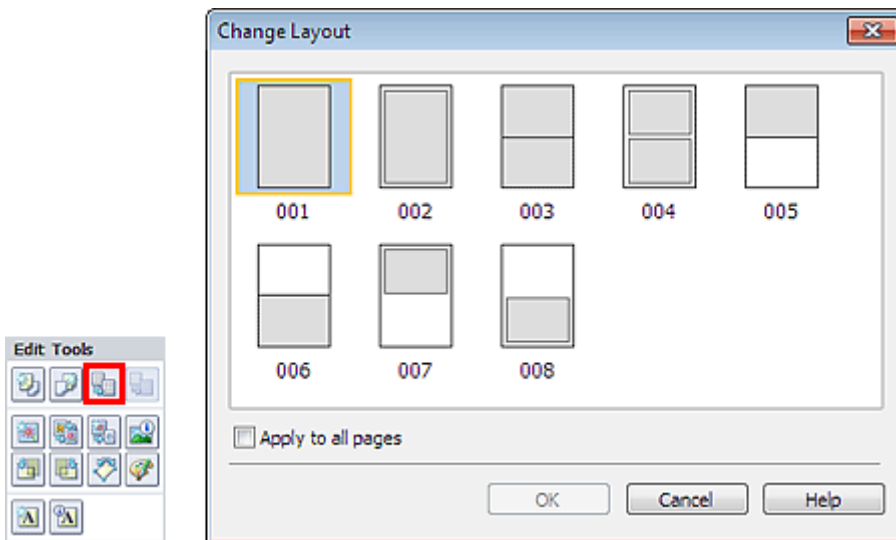 Change Layout
001 002 003 004 005
006 007 008
Edit Tools
Apply to all pages
OK Cancel Help
A A